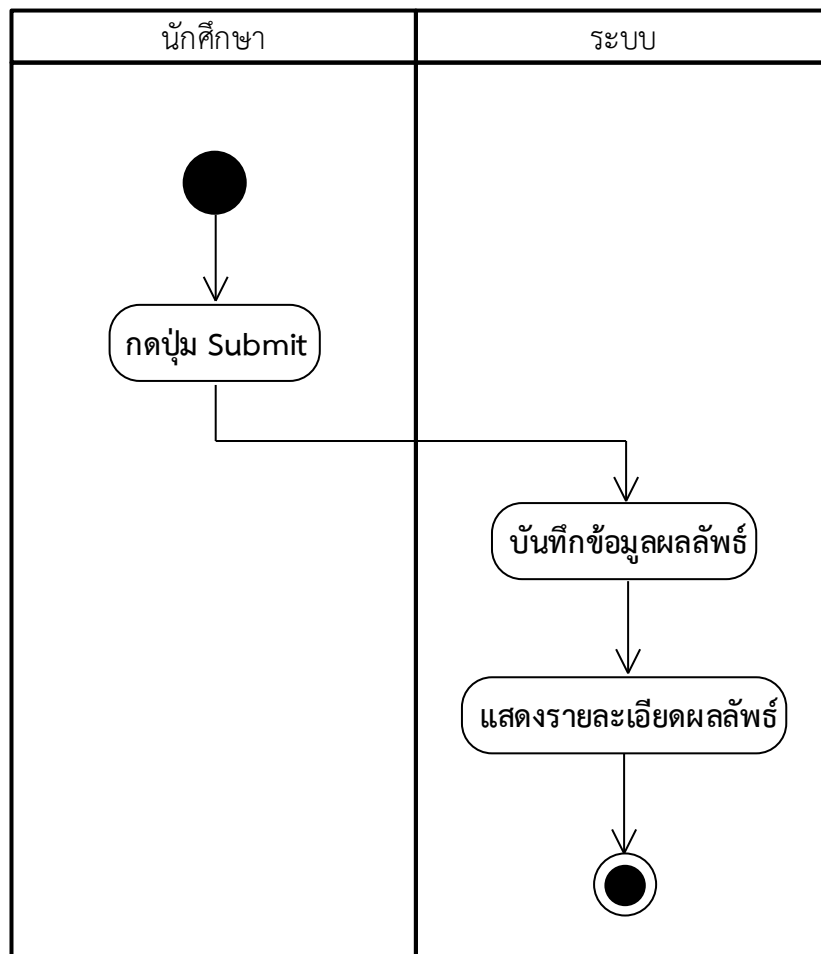 นักศึกษา
ระบบ
กดปุ่ม Submit
บันทึกข้อมูลผลลัพธ์
แสดงรายละเอียดผลลัพธ์